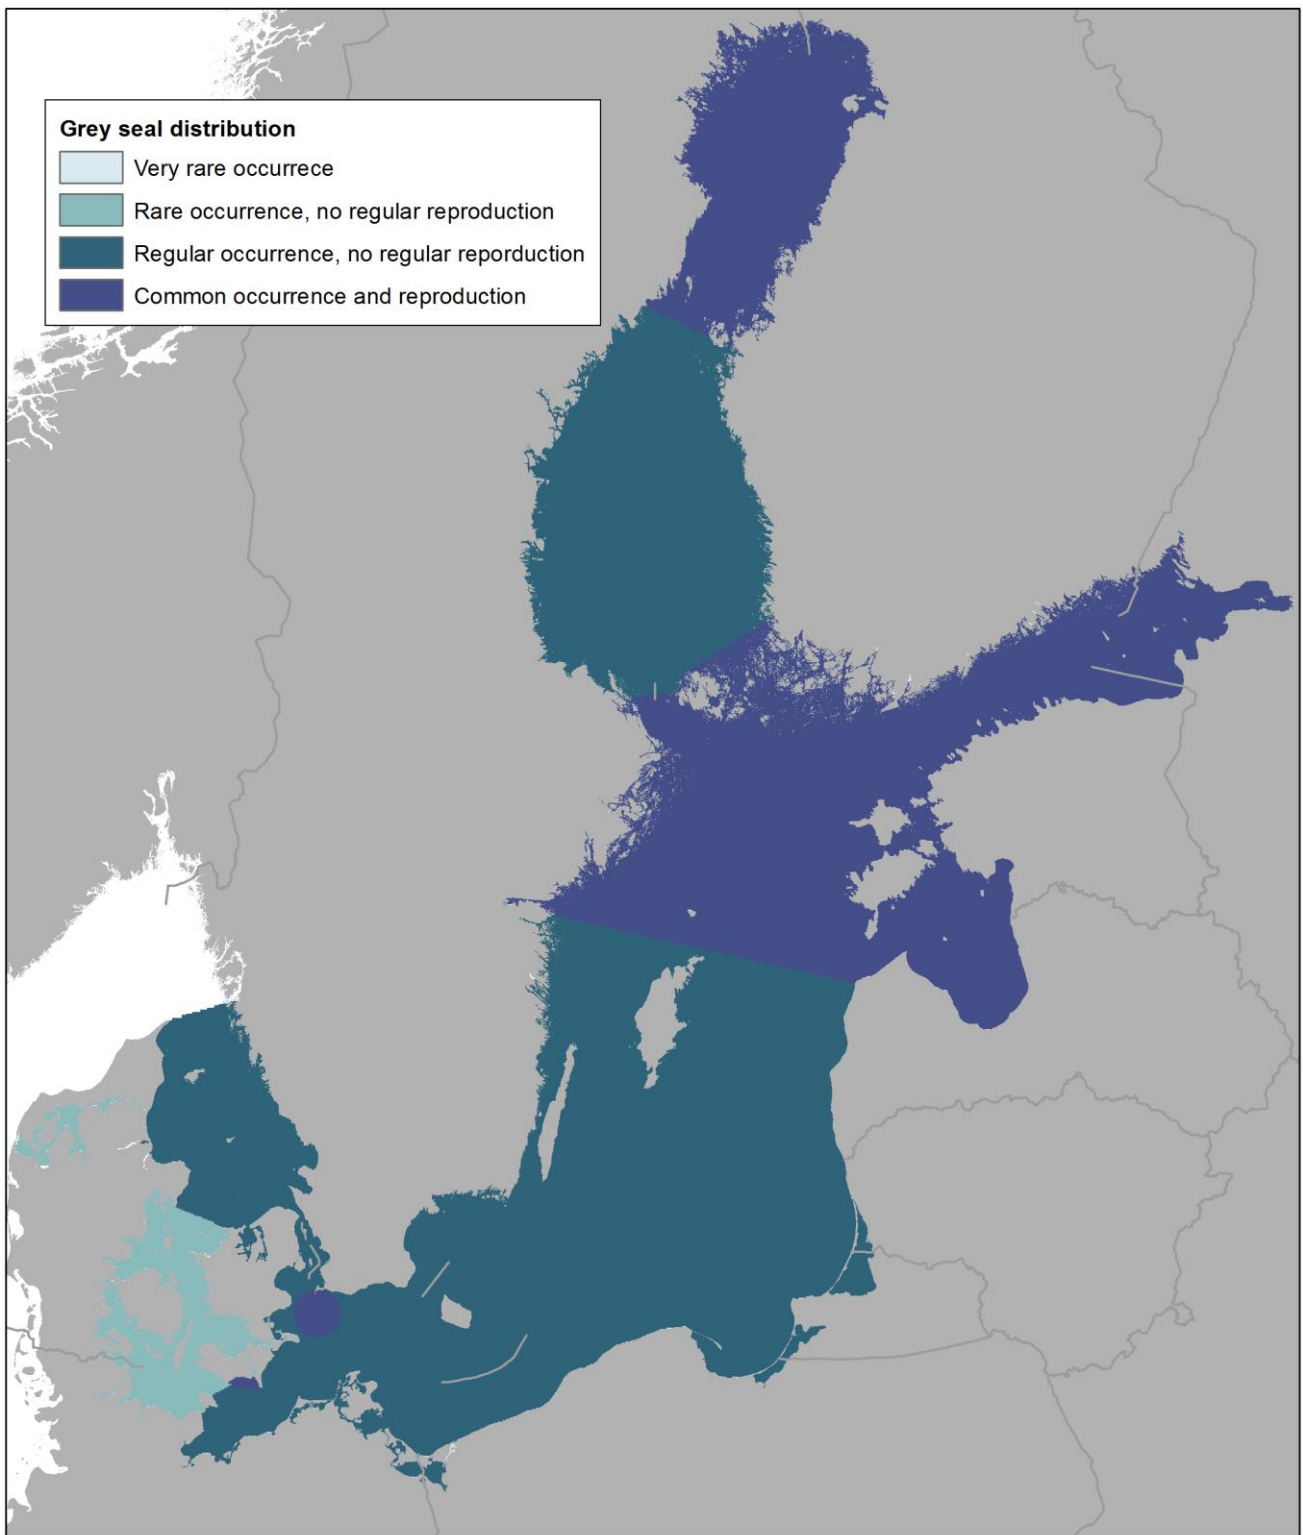 Grey seal distribution
Very rare occurrece
Rare occurrence, no regular reproduction
Regular occurrence, no regular reporduction
Common occurrence and reproduction